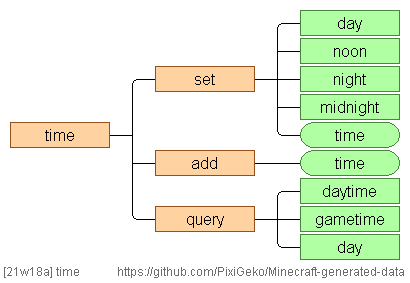 day
noon
set
night
midnight
time
time
add
time
daytime
query
gametime
day
[21w18a] time https://github.com/PixiGeko/Minecraft-generated-data